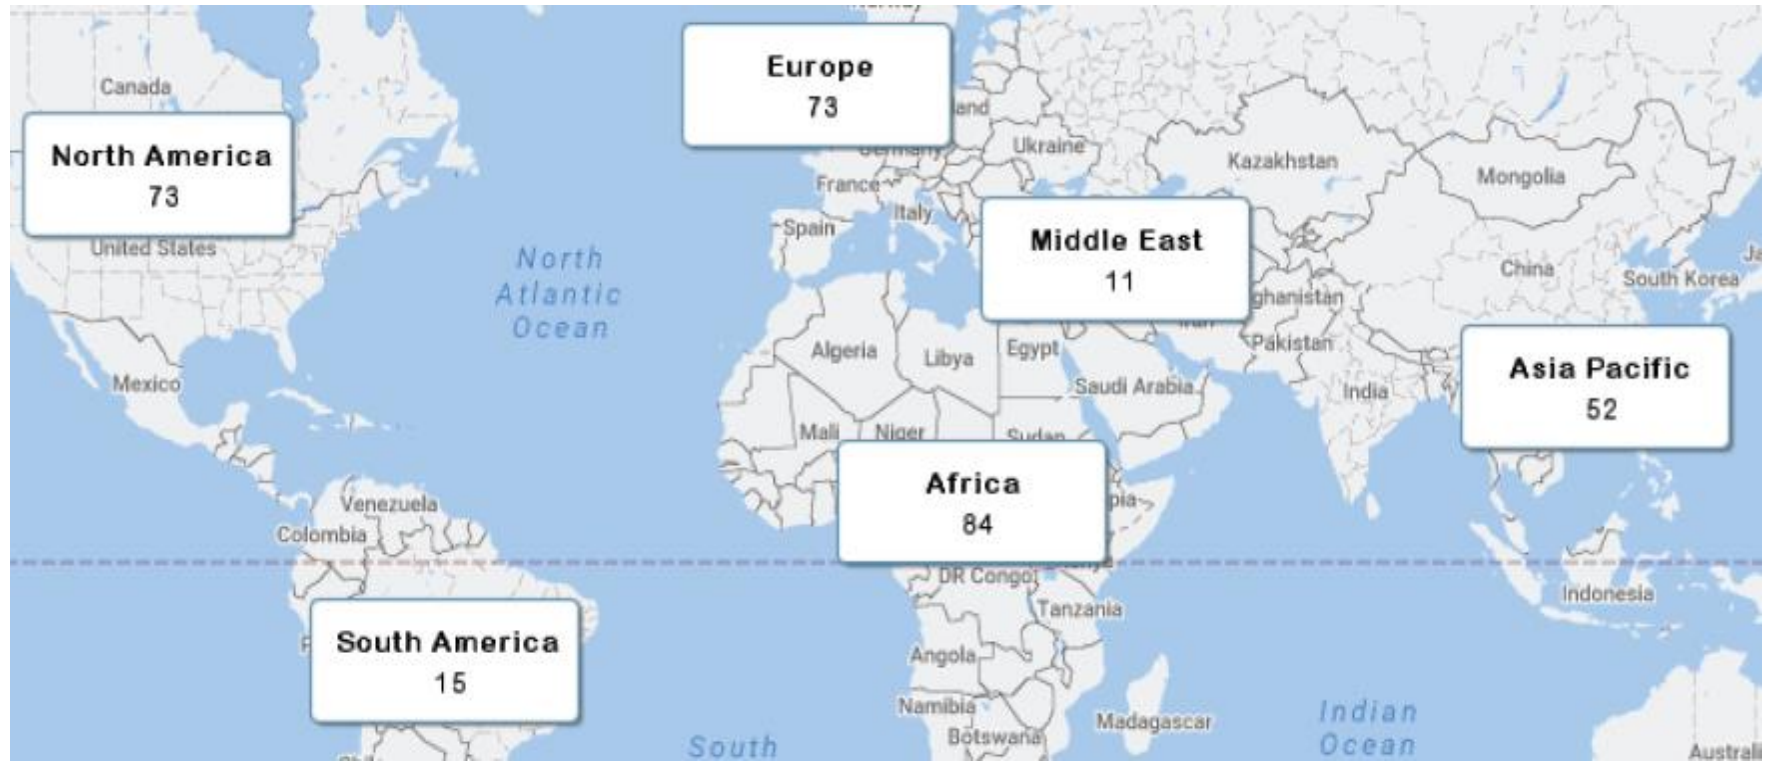 Canada
North America
73
United States
Mexico
North
Atlantic
Ocean
Europe
73
Ukraine
Germany
France
Italy
Spain
Kazakhstan
Mongolia
Middle East
11
China
South Korea
Pakistan
India
Asia Pacific
52
Algeria
Libya
Egypt
Saudi Arabia
Mali
Niger
Sudan
Africa
84
Venezuela
Colombia
DR Congo
Tanzania
Indonesia
South America
15
Angola
Namibia
Botswana
Madagascar
South
Indian
Ocean